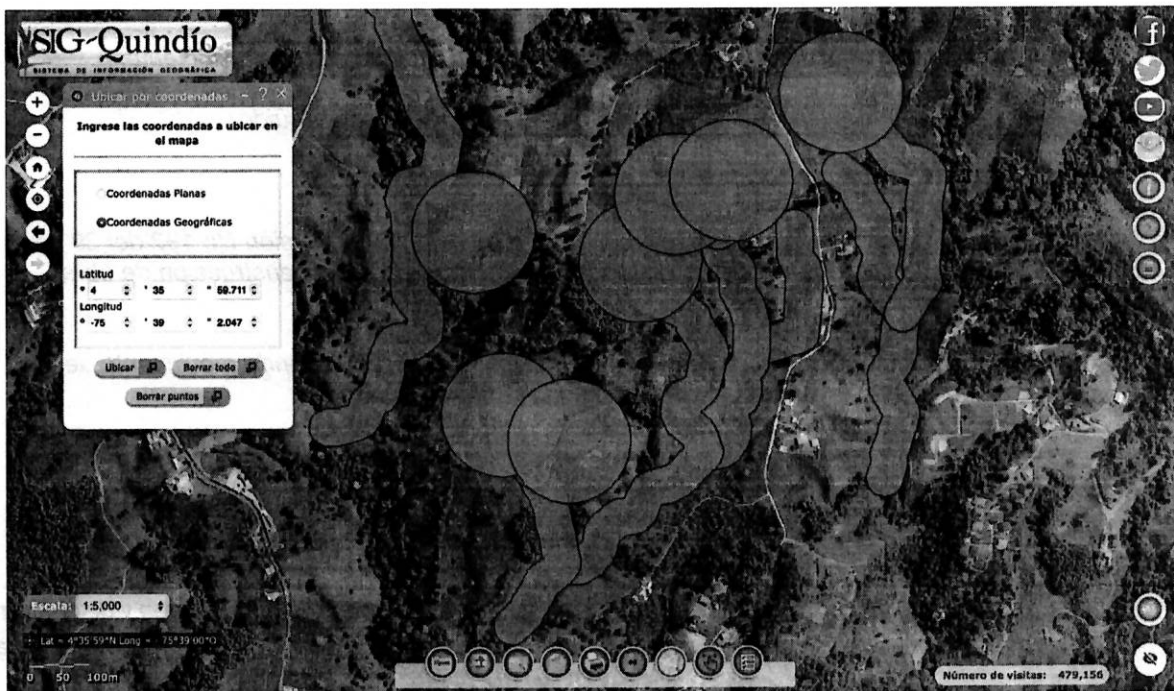 SIG-Quindío
SISTEMA DE INFORMACIÓN GEOGRÁFICA
Ubicar por coordenadas – ? ×
Ingrese las coordenadas a ubicar en
el mapa
Coordenadas Planas
Coordenadas Geográficas
Latitud
° 4 ' 35 " 59.711
Longitud
° -75 ' 39 " 2.047
Ubicar
Borrar todo
Borrar puntos
Escala: 1:5,000
Lat = 4°35'59"N Long = - 75°39'00"O
0 50 100m
Número de visitas: 479,156